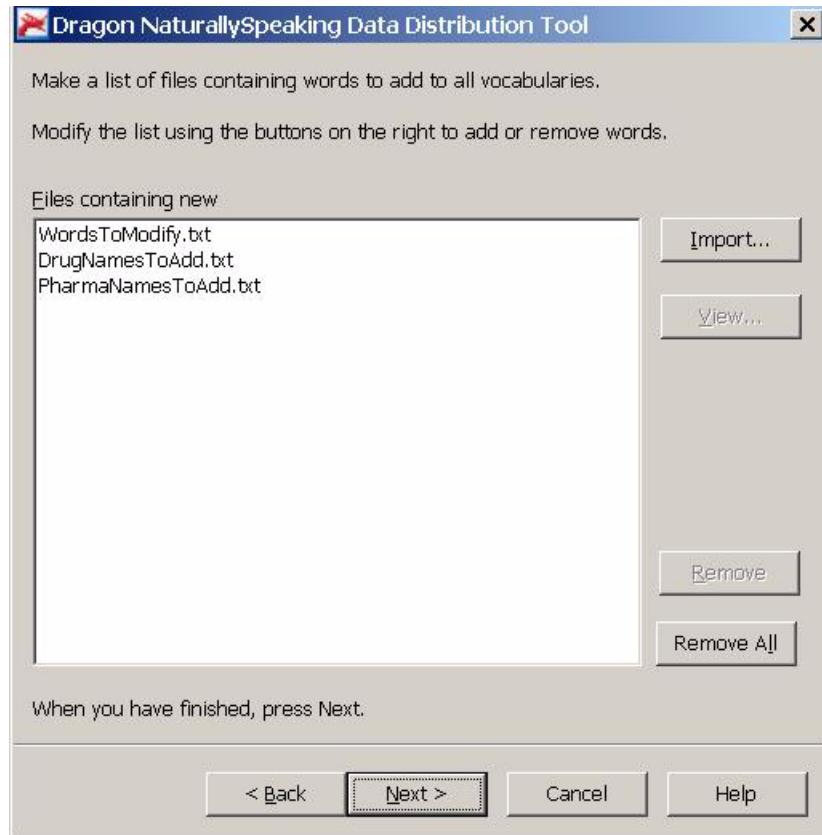 Dragon NaturallySpeaking Data Distribution Tool
Make a list of files containing words to add to all vocabularies.
Modify the list using the buttons on the right to add or remove words.
Files containing new
WordsToModify.txt
DrugNamesToAdd.txt
PharmaNamesToAdd.txt
Import...
View...
Remove
Remove All
When you have finished, press Next.
< Back Next > Cancel Help